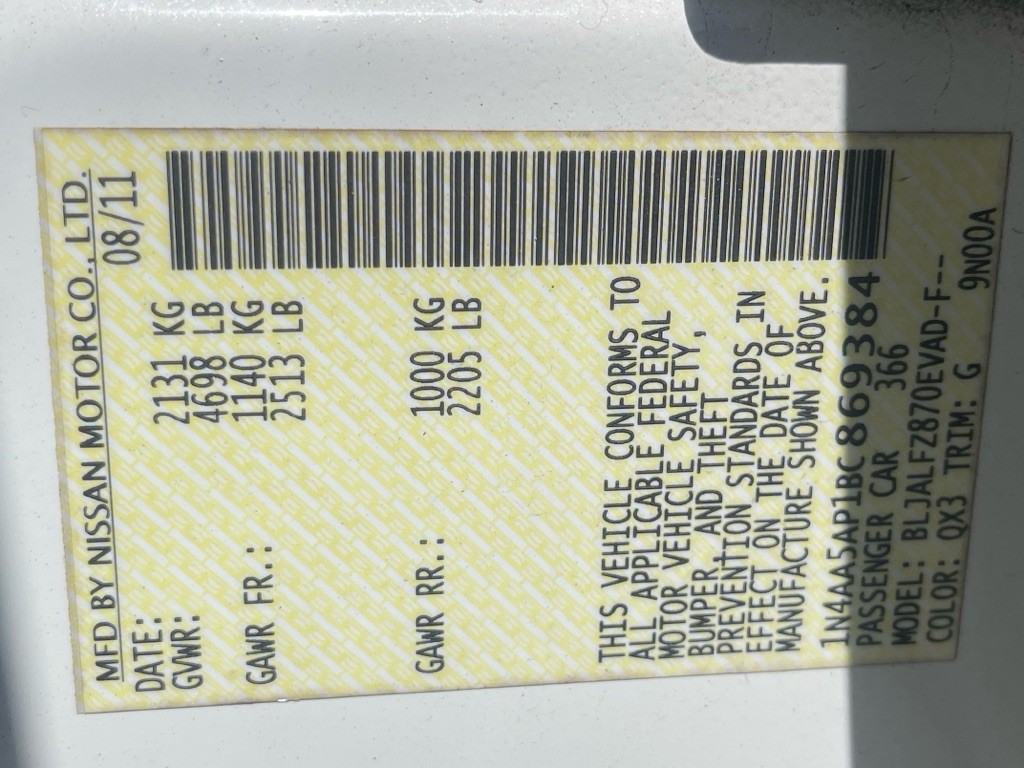 MFD BY NISSAN MOTOR CO., LTD.
DATE: 08/11
GVWR: 2131 KG
4698 LB
GAWR FR.: 1140 KG
2513 LB
GAWR RR.: 1000 KG
2205 LB
THIS VEHICLE CONFORMS TO
ALL APPLICABLE FEDERAL
MOTOR VEHICLE SAFETY,
BUMPER, AND THEFT
PREVENTION STANDARDS IN
EFFECT ON THE DATE OF
MANUFACTURE SHOWN ABOVE.
1N4AA5AP1BC869384
PASSENGER CAR 366
MODEL: BLJALFZ870EVAD-F--
COLOR: QX3 TRIM: G 9N00A